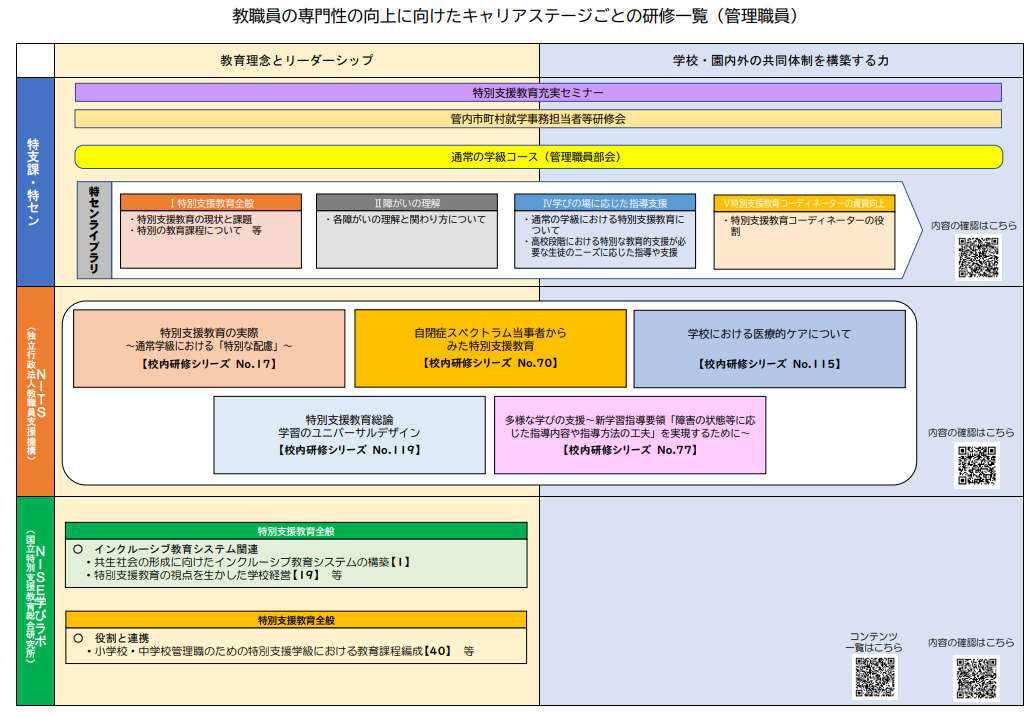 教職員の専門性の向上に向けたキャリアステージごとの研修一覧（管理職員）
教育理念とリーダーシップ
学校・園内外の共同体制を構築する力
特支課・特セン
特別支援教育充実セミナー
管内市町村就学事務担当者等研修会
通常の学級コース（管理職員部会）
特センライブラリ
Ⅰ特別支援教育全般
・特別支援教育の現状と課題
・特別の教育課程について　等
Ⅱ障がいの理解
・各障がいの理解と関わり方について
Ⅳ学びの場に応じた指導支援
・通常の学級における特別支援教育に
ついて
・高校段階における特別な教育的支援が必
要な生徒のニーズに応じた指導や支援
Ⅴ特別支援教育コーディネーターの資質向上
・特別支援教育コーディネーターの役
割
内容の確認はこちら
NITS
（独立行政法人教職員支援機構）
特別支援教育の実際
～通常学級における「特別な配慮」～
【校内研修シリーズ No.17】
自閉症スペクトラム当事者から
みた特別支援教育
【校内研修シリーズ No.70】
学校における医療的ケアについて
【校内研修シリーズ No.115】
特別支援教育総論
学習のユニバーサルデザイン
【校内研修シリーズ No.119】
多様な学びの支援～新学習指導要領「障害の状態等に応
じた指導内容や指導方法の工夫」を実現するために～
【校内研修シリーズ No.77】
内容の確認はこちら
NISE学びラボ
（国立特別支援教育総合研究所）
特別支援教育全般
〇　インクルーシブ教育システム関連
・共生社会の形成に向けたインクルーシブ教育システムの構築【1】
・特別支援教育の視点を生かした学校経営【19】　等
特別支援教育全般
〇　役割と連携
・小学校・中学校管理職のための特別支援学級における教育課程編成【40】　等
コンテンツ
一覧はこちら
内容の確認はこちら